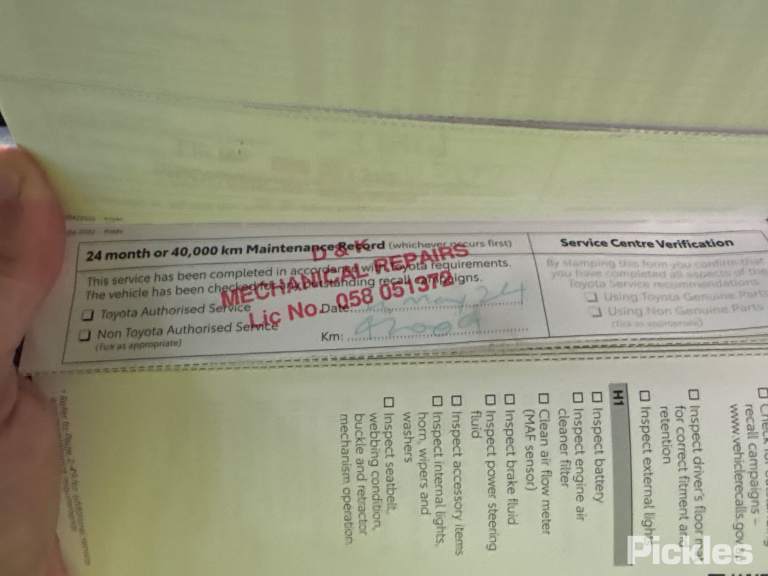 24 month or 40,000 km Maintenance Record (whichever occurs first)
This service has been completed in accordance with Toyota requirements.
The vehicle has been checked for any outstanding recall campaigns.
☐ Toyota Authorised Service
Date: May 24
☐ Non Toyota Authorised Service
(Tick as appropriate)
Km:
D & K
MECHANICAL REPAIRS
Lic No. 058 051372
Service Centre Verification
By stamping this form you confirm that
you have completed all aspects of the
Toyota Service recommendations
☐ Using Toyota Genuine Parts
☐ Using Non Genuine Parts
(Tick as appropriate)
recall campaigns –
www.vehiclerecalls.gov.
☐ Inspect driver's floor mat
for correct fitment and
retention
☐ Inspect external lights
H1
☐ Inspect battery
☐ Inspect engine air
cleaner filter
☐ Clean air flow meter
(MAF sensor)
☐ Inspect brake fluid
☐ Inspect power steering
fluid
☐ Inspect accessory items
☐ Inspect internal lights,
horn, wipers and
washers
☐ Inspect seatbelt,
webbing condition,
buckle and retractor
mechanism operation.
Pickles